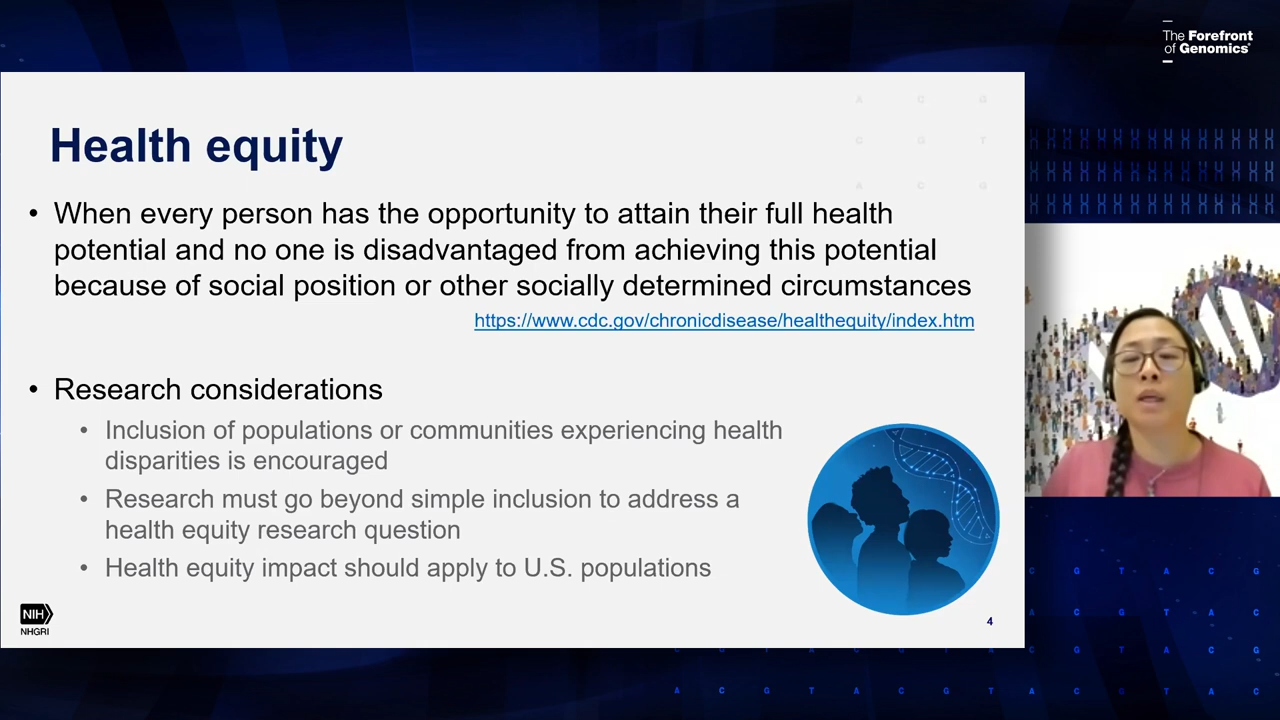 The Forefront
of Genomics®
A C G
C G T
A C G
Health equity
• When every person has the opportunity to attain their full health
potential and no one is disadvantaged from achieving this potential
because of social position or other socially determined circumstances
https://www.cdc.gov/chronicdisease/healthequity/index.htm
• Research considerations
• Inclusion of populations or communities experiencing health
disparities is encouraged
• Research must go beyond simple inclusion to address a
health equity research question
• Health equity impact should apply to U.S. populations
NIH
NHGRI
4
C G T A C G
A C G T A C
C G T A C G T A C G T A C G
A C G T A C G T A C G T A C